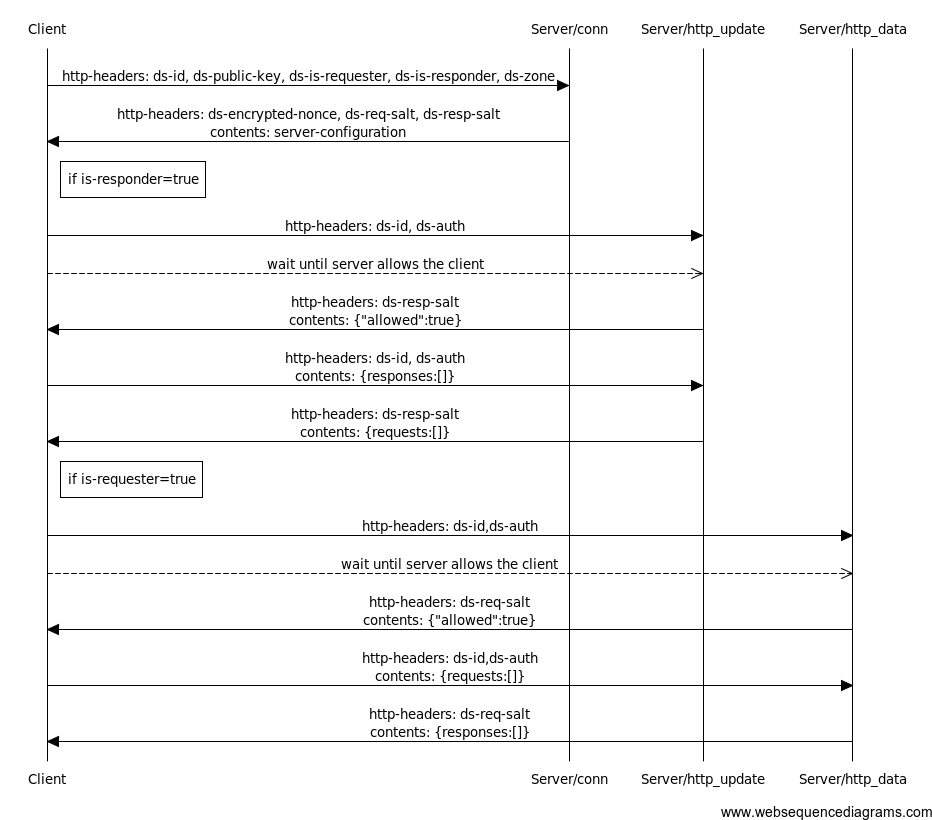 Client Server/conn Server/http_update Server/http_data
http-headers: ds-id, ds-public-key, ds-is-requester, ds-is-responder, ds-zone
http-headers: ds-encrypted-nonce, ds-req-salt, ds-resp-salt
contents: server-configuration
if is-responder=true
http-headers: ds-id, ds-auth
wait until server allows the client
http-headers: ds-resp-salt
contents: {"allowed":true}
http-headers: ds-id, ds-auth
contents: {responses:[]}
http-headers: ds-resp-salt
contents: {requests:[]}
if is-requester=true
http-headers: ds-id,ds-auth
wait until server allows the client
http-headers: ds-req-salt
contents: {"allowed":true}
http-headers: ds-id,ds-auth
contents: {requests:[]}
http-headers: ds-req-salt
contents: {responses:[]}
Client Server/conn Server/http_update Server/http_data
www.websequencediagrams.com